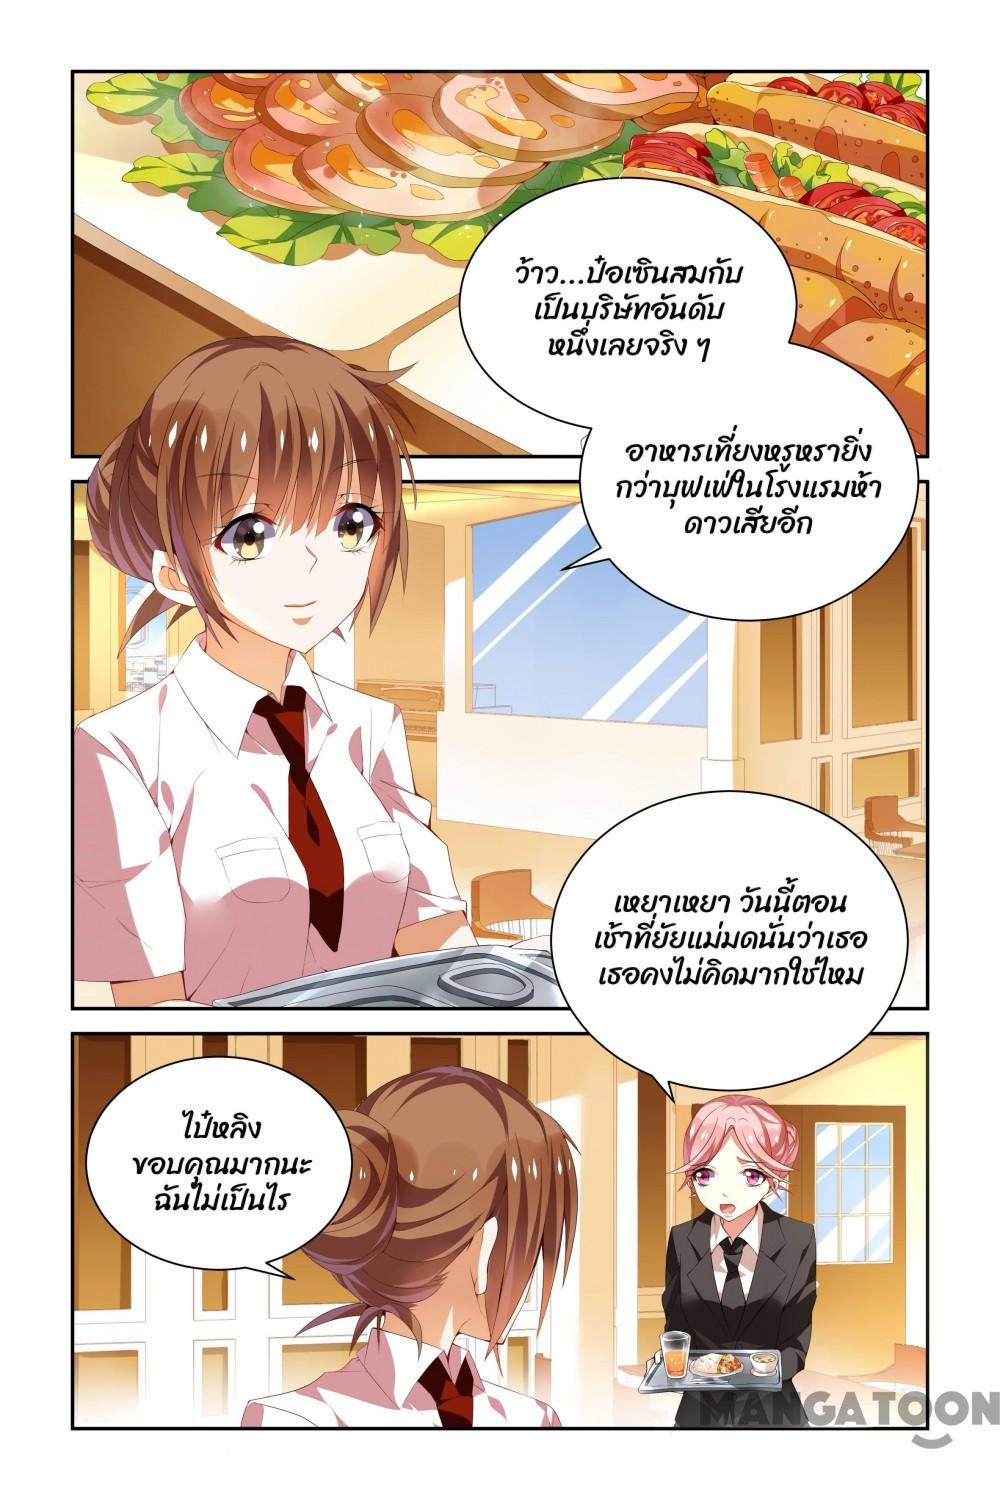 ว้าว...ป๋อเซินสมกับ
เป็นบริษัทอันดับ
หนึ่งเลยจริง ๆ
อาหารเที่ยงหรูหรายิ่ง
กว่าบุฟเฟ่ในโรงแรมห้า
ดาวเสียอีก
เหยาเหยา วันนี้ตอน
เช้าที่ยัยแม่มดนั่นว่าเธอ
เธอคงไม่คิดมากใช่ไหม
ไป๋หลิง
ขอบคุณมากนะ
ฉันไม่เป็นไร
MANGATOON